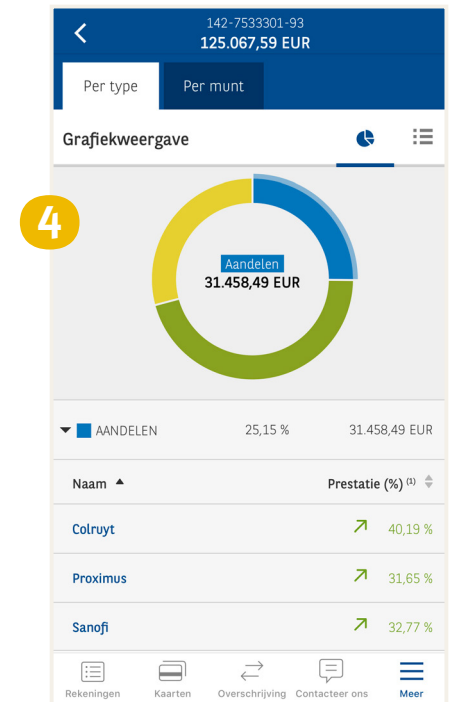 142-7533301-93
125.067,59 EUR
Per type Per munt
Grafiekweergave
4
Aandelen
31.458,49 EUR
AANDELEN 25,15 % 31.458,49 EUR
Naam Prestatie (%) (1)
Colruyt 40,19 %
Proximus 31,65 %
Sanofi 32,77 %
Rekeningen Kaarten Overschrijving Contacteer ons Meer